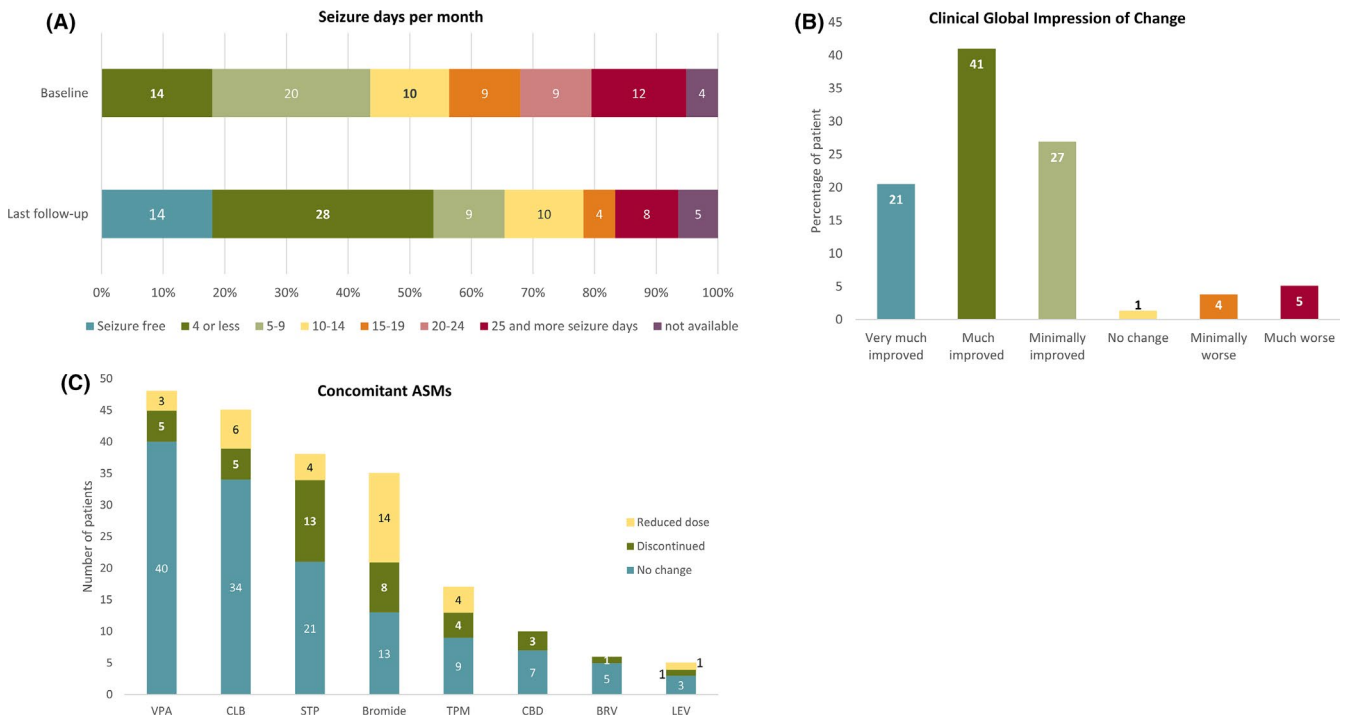 (A)
Seizure days per month
Baseline
14 20 10 9 9 12 4
Last follow-up
14 28 9 10 4 8 5
0% 10% 20% 30% 40% 50% 60% 70% 80% 90% 100%
Seizure free 4 or less 5-9 10-14 15-19 20-24 25 and more seizure days not available
(B)
Clinical Global Impression of Change
Percentage of patient
45
40
35
30
25
20
15
10
5
0
21 41 27 1 4 5
Very much improved
Much improved
Minimally improved
No change
Minimally worse
Much worse
(C)
Concomitant ASMs
Number of patients
50
45
40
35
30
25
20
15
10
5
0
3
5
40
6
5
34
4
13
21
14
8
13
4
4
9
3
7
1
5
1
1
3
Reduced dose
Discontinued
No change
VPA CLB STP Bromide TPM CBD BRV LEV